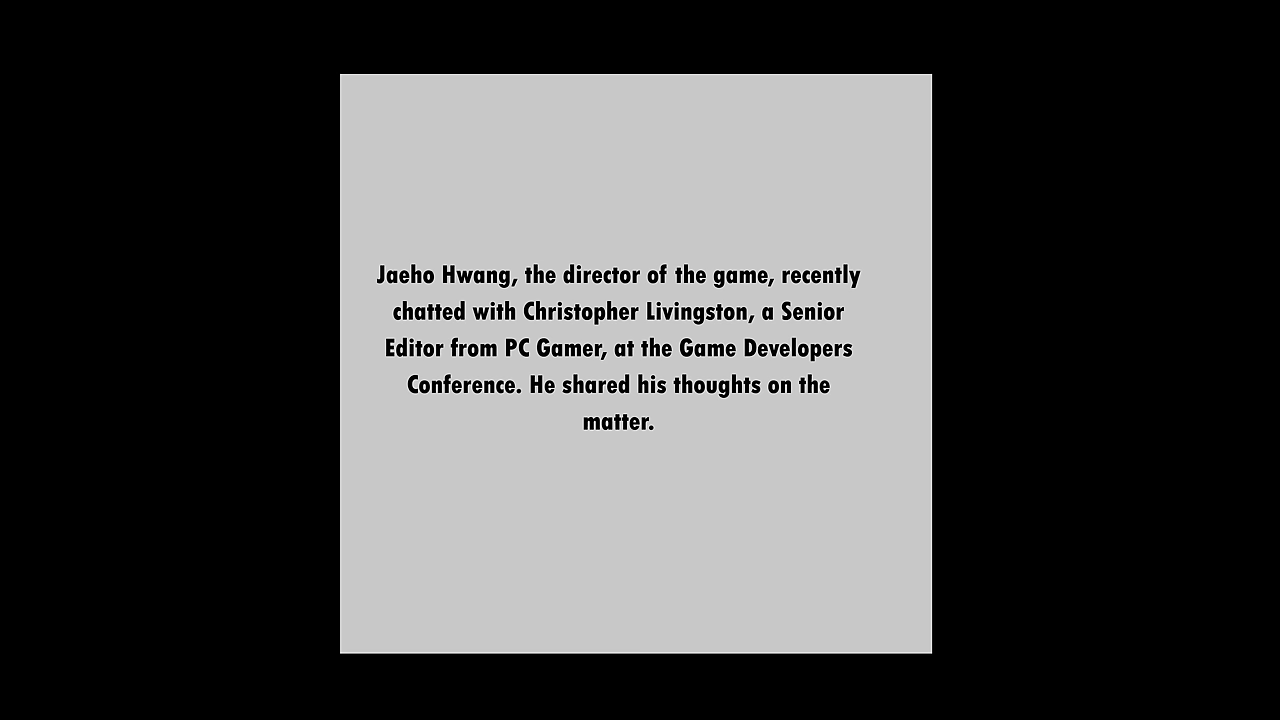 Jaeho Hwang, the director of the game, recently
chatted with Christopher Livingston, a Senior
Editor from PC Gamer, at the Game Developers
Conference. He shared his thoughts on the
matter.